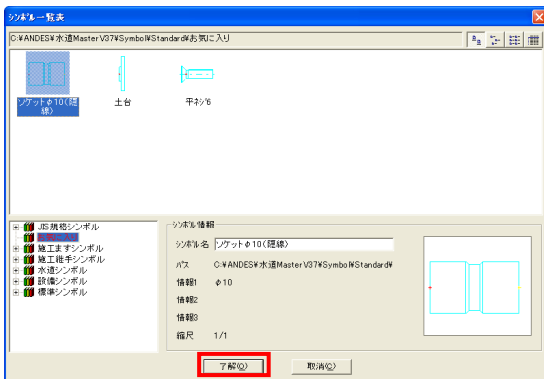 シンボル一覧表
C:¥ANDES¥水道MasterV37¥Symbol¥Standard¥お気に入り
ソケットφ10(隠線)
土台
平ネジ6
JIS規格シンボル
お気に入り
施工ますシンボル
施工継手シンボル
水道シンボル
設備シンボル
標準シンボル
シンボル情報
シンボル名 ソケットφ10(隠線)
パス C:¥ANDES¥水道MasterV37¥Symbol¥Standard¥
情報1 φ10
情報2
情報3
縮尺 1/1
了解(O) 取消(C)